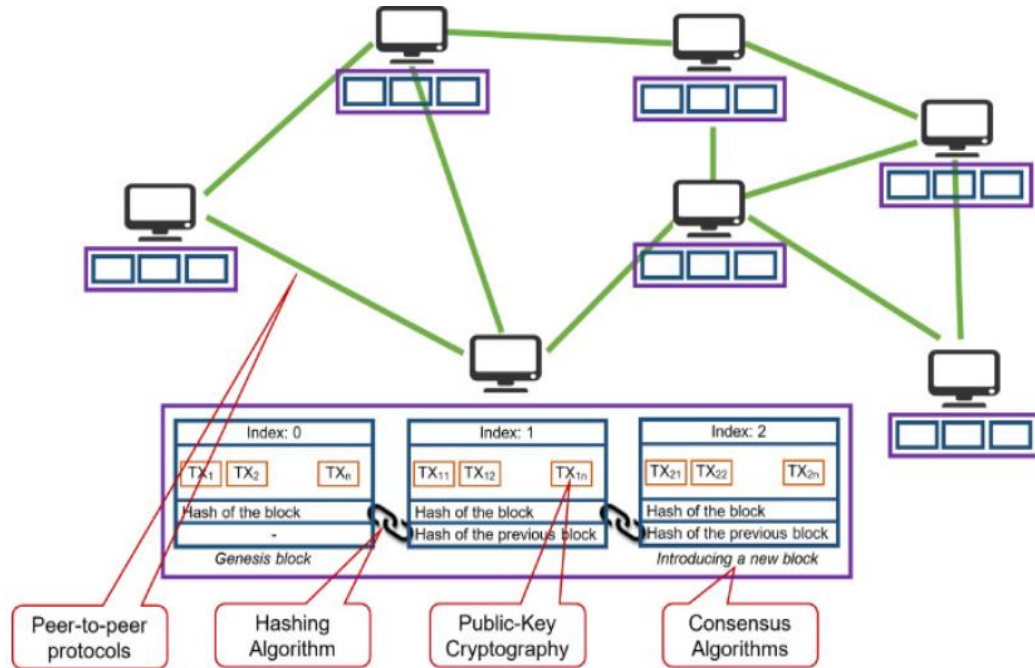 Index: 0
Index: 1
Index: 2
TX₁ TX₂ TXₙ
TX₁₁ TX₁₂ TX₁ₙ
TX₂₁ TX₂₂ TX₂ₙ
Hash of the block
Hash of the block
Hash of the block
-
Hash of the previous block
Hash of the previous block
Genesis block
Introducing a new block
Peer-to-peer
protocols
Hashing
Algorithm
Public-Key
Cryptography
Consensus
Algorithms